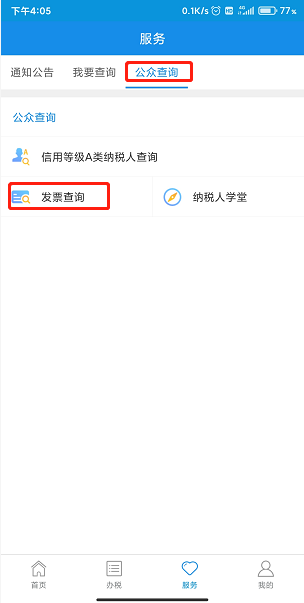 下午4:05 0.1K/s 4G 77%
服务
通知公告 我要查询 公众查询
公众查询
信用等级A类纳税人查询
发票查询 纳税人学堂
首页 办税 服务 我的